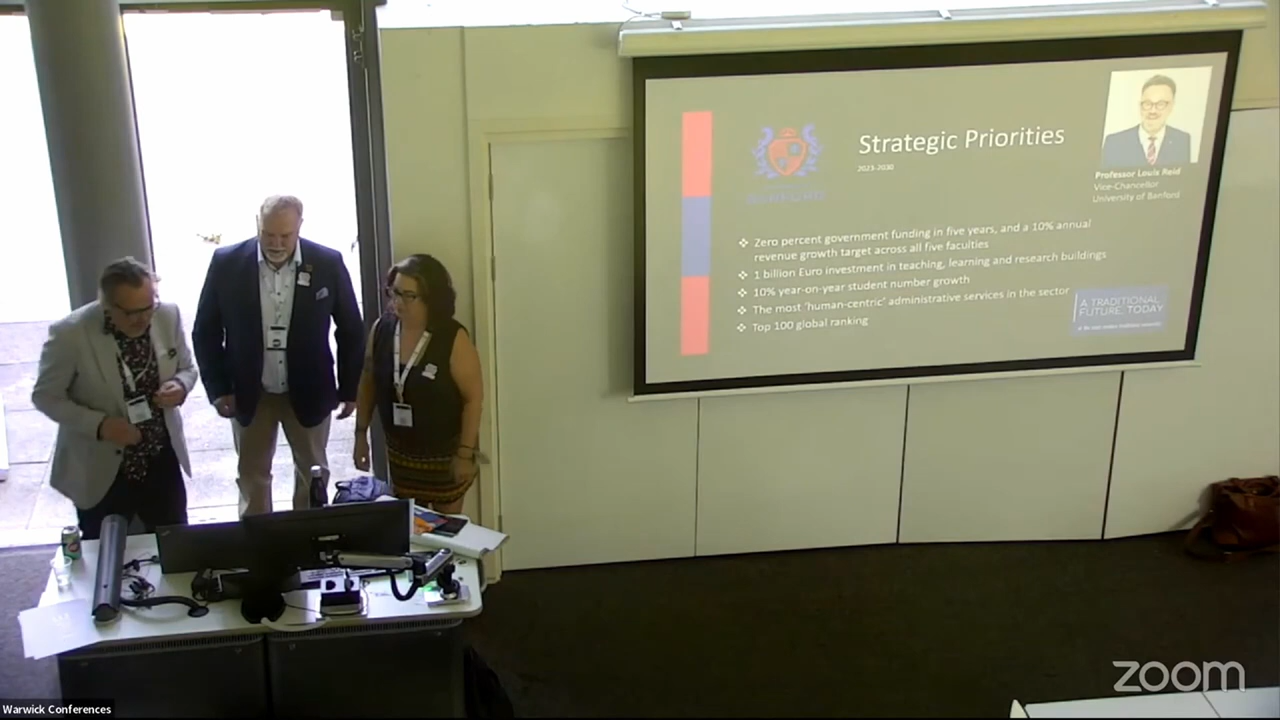 Strategic Priorities
2023-2030
Professor Louis Reid
Vice-Chancellor
University of Banford
BANFORD
❖ Zero percent government funding in five years, and a 10% annual
revenue growth target across all five faculties
❖ 1 billion Euro investment in teaching, learning and research buildings
❖ 10% year-on-year student number growth
❖ The most 'human-centric' administrative services in the sector
❖ Top 100 global ranking
A TRADITIONAL
FUTURE, TODAY
zoom
Warwick Conferences